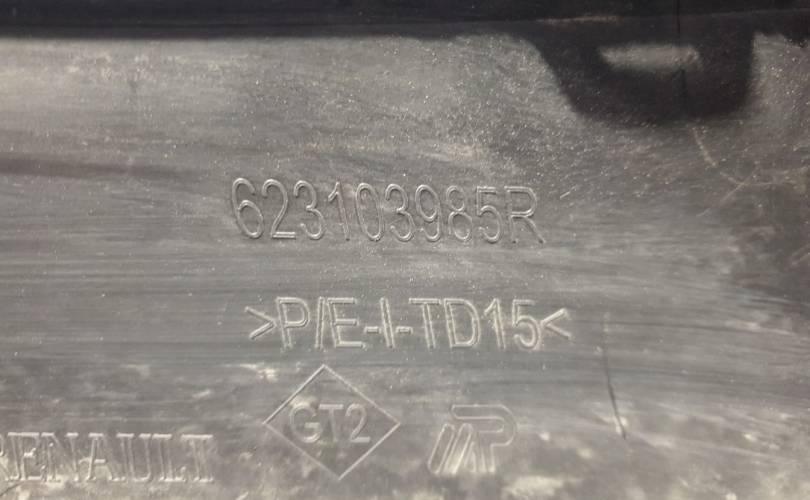 623103985R
>P/E-I-TD15<
GT2
RENAULT